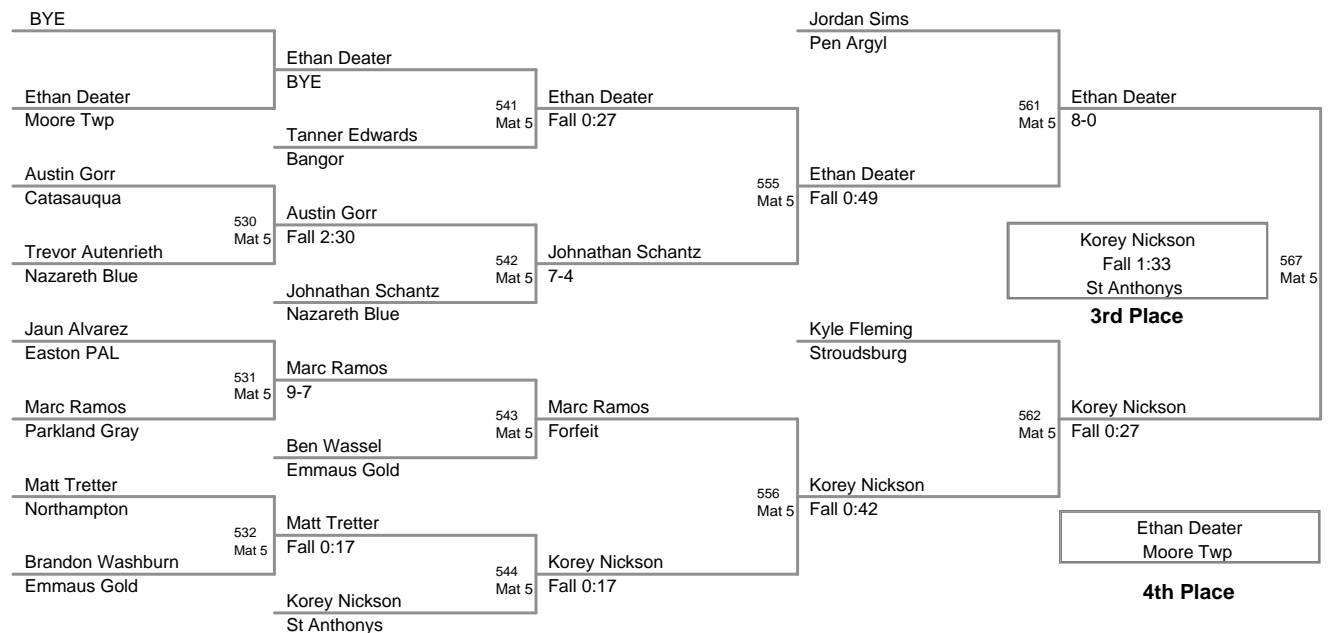 BYE
Ethan Deater
Moore Twp
Austin Gorr
Catasauqua
Trevor Autenrieth
Nazareth Blue
Jaun Alvarez
Easton PAL
Marc Ramos
Parkland Gray
Matt Tretter
Northampton
Brandon Washburn
Emmaus Gold
530
Mat 5
531
Mat 5
532
Mat 5
Ethan Deater
BYE
Tanner Edwards
Bangor
Austin Gorr
Fall 2:30
Johnathan Schantz
Nazareth Blue
Marc Ramos
9-7
Ben Wassel
Emmaus Gold
Matt Tretter
Fall 0:17
Korey Nickson
St Anthonys
541
Mat 5
542
Mat 5
543
Mat 5
544
Mat 5
Ethan Deater
Fall 0:27
Johnathan Schantz
7-4
Marc Ramos
Forfeit
Korey Nickson
Fall 0:17
555
Mat 5
556
Mat 5
Jordan Sims
Pen Argyl
Ethan Deater
Fall 0:49
Kyle Fleming
Stroudsburg
Korey Nickson
Fall 0:42
561
Mat 5
562
Mat 5
Ethan Deater
8-0
Korey Nickson
Fall 0:27
567
Mat 5
Korey Nickson
Fall 1:33
St Anthonys
3rd Place
Ethan Deater
Moore Twp
4th Place